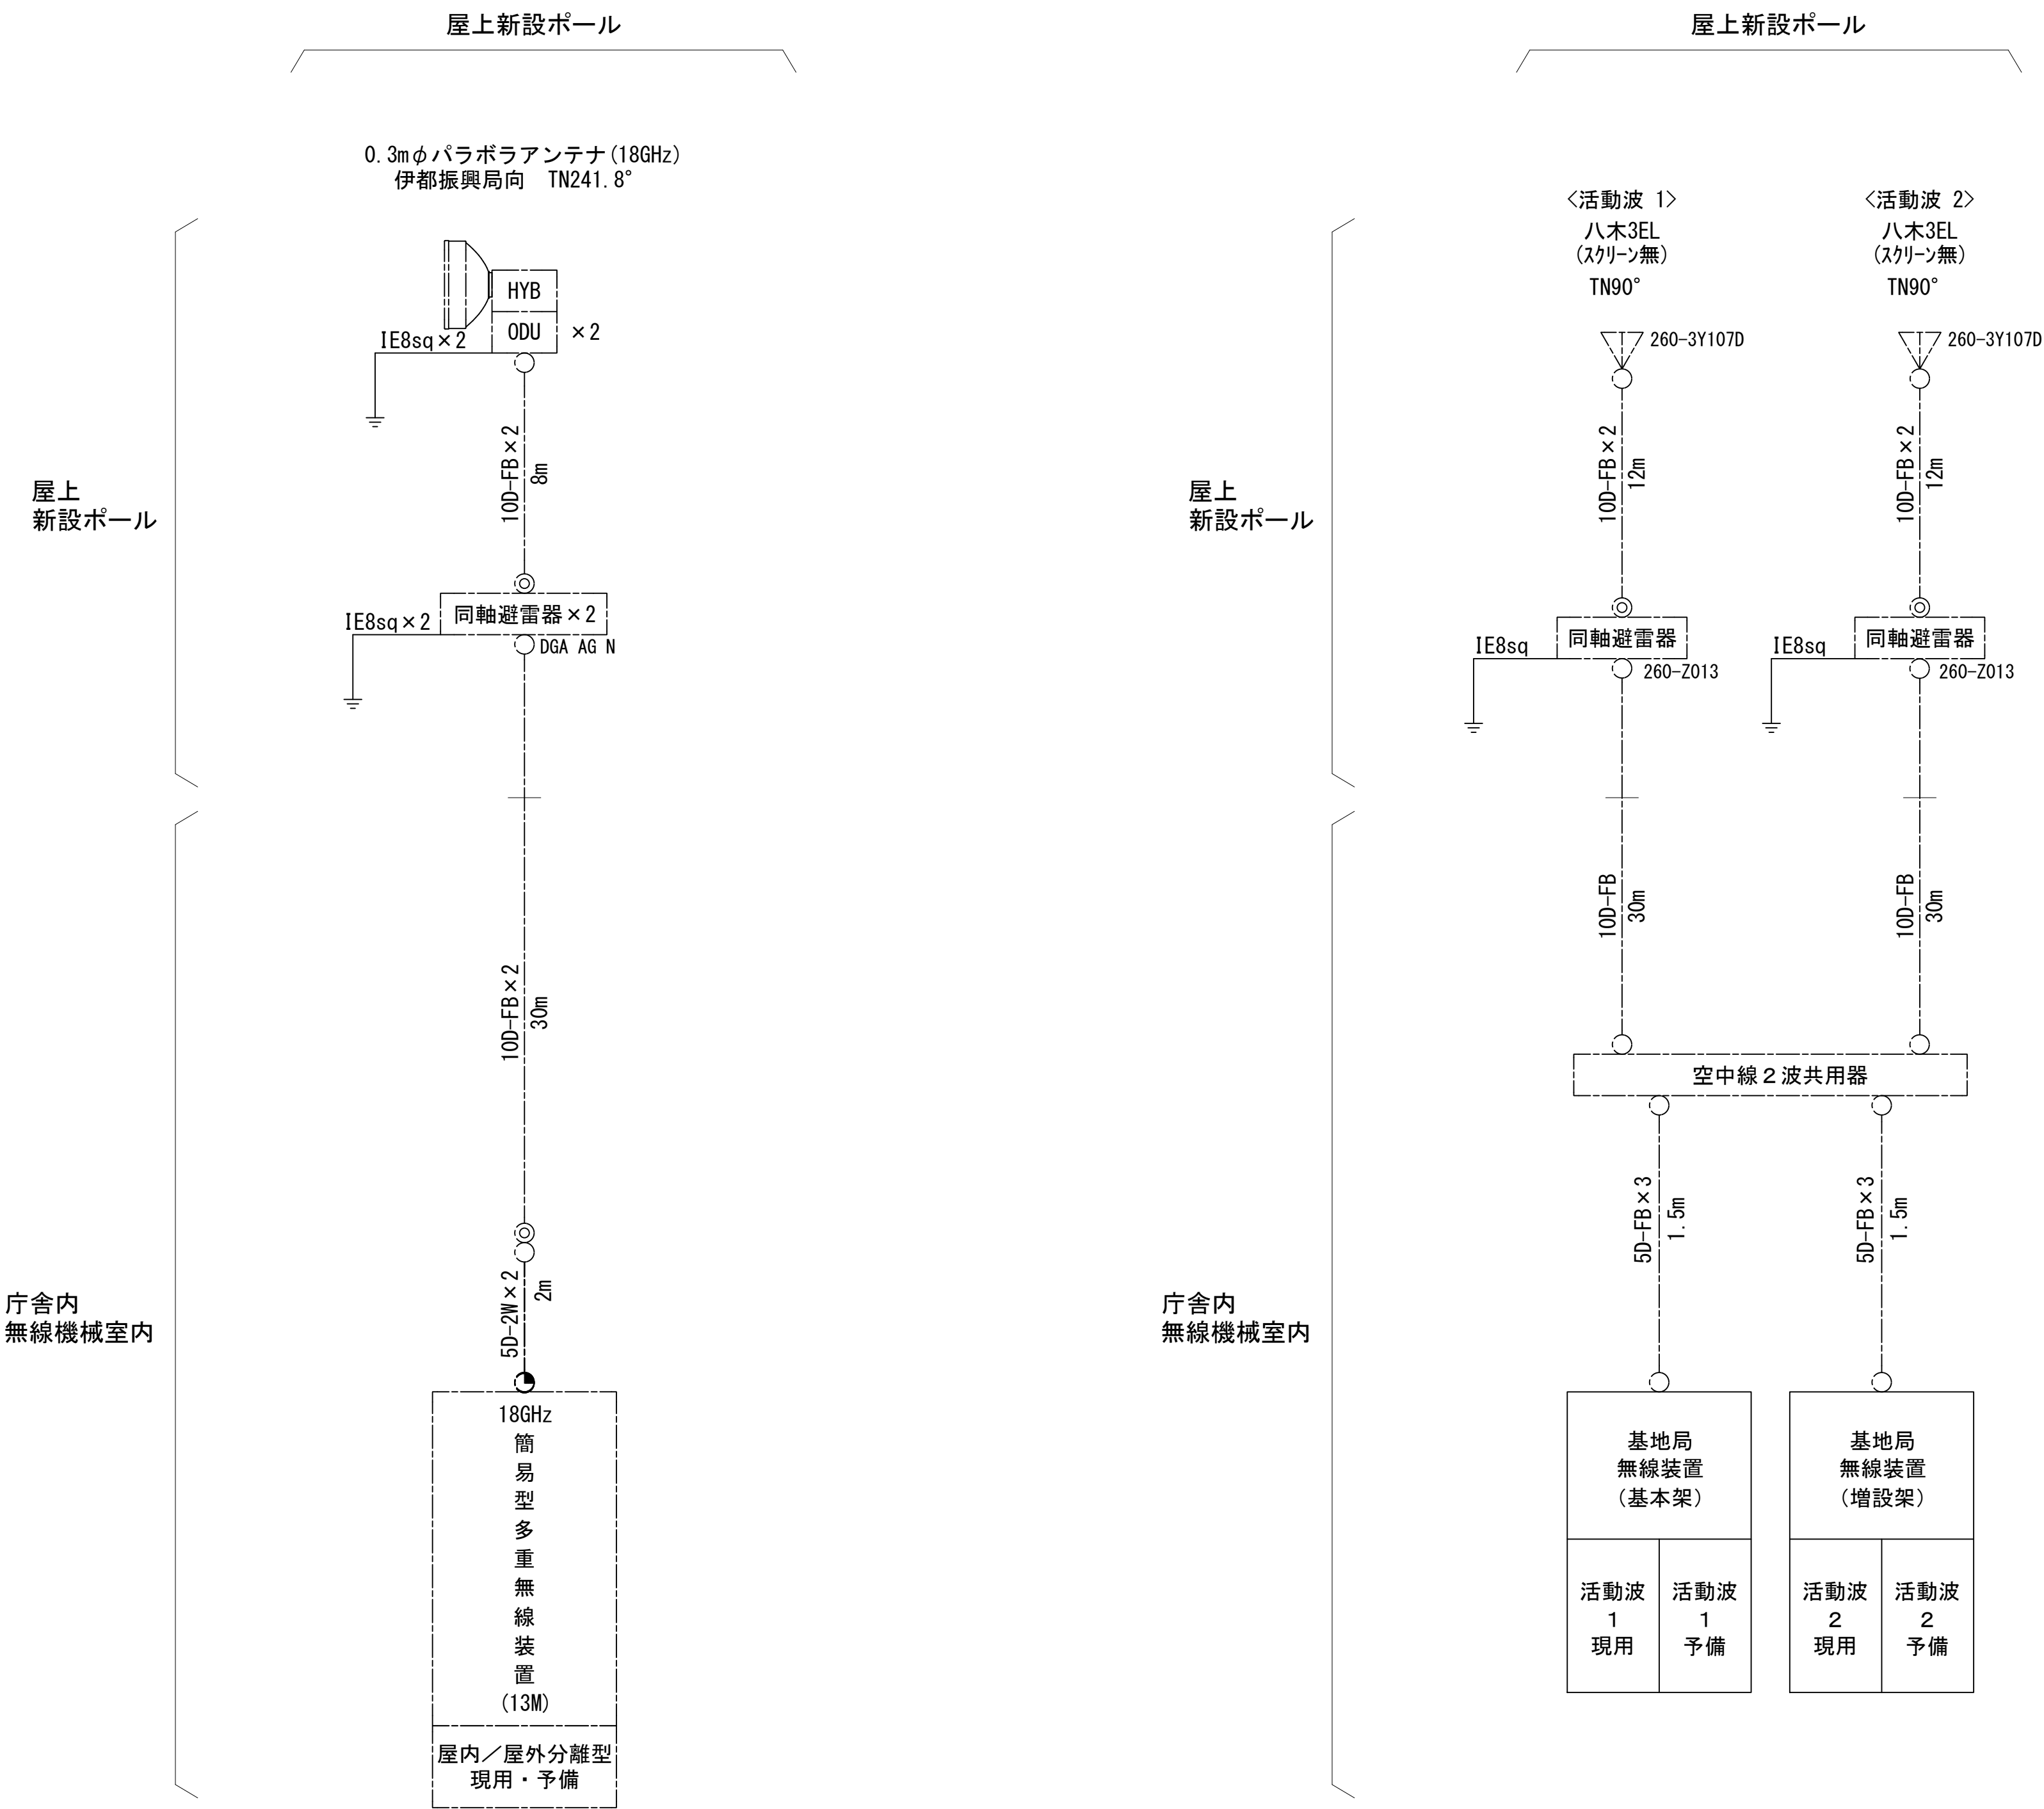 屋上新設ポール
0.3mφパラボラアンテナ(18GHz)
伊都振興局向　TN241.8°
HYB
ODU
×2
IE8sq×2
10D-FB×2
8m
屋上
新設ポール
同軸避雷器×2
IE8sq×2
DGA AG N
10D-FB×2
30m
5D-2W×2
2m
庁舎内
無線機械室内
18GHz
簡
易
型
多
重
無
線
装
置
(13M)
屋内／屋外分離型
現用・予備
屋上新設ポール
<活動波 1>
八木3EL
(ｽｸﾘｰﾝ無)
TN90°
260-3Y107D
<活動波 2>
八木3EL
(ｽｸﾘｰﾝ無)
TN90°
260-3Y107D
10D-FB×2
12m
10D-FB×2
12m
屋上
新設ポール
同軸避雷器
IE8sq
260-Z013
同軸避雷器
IE8sq
260-Z013
10D-FB
30m
10D-FB
30m
空中線２波共用器
5D-FB×3
1.5m
5D-FB×3
1.5m
庁舎内
無線機械室内
基地局
無線装置
(基本架)
活動波
1
現用
活動波
1
予備
基地局
無線装置
(増設架)
活動波
2
現用
活動波
2
予備